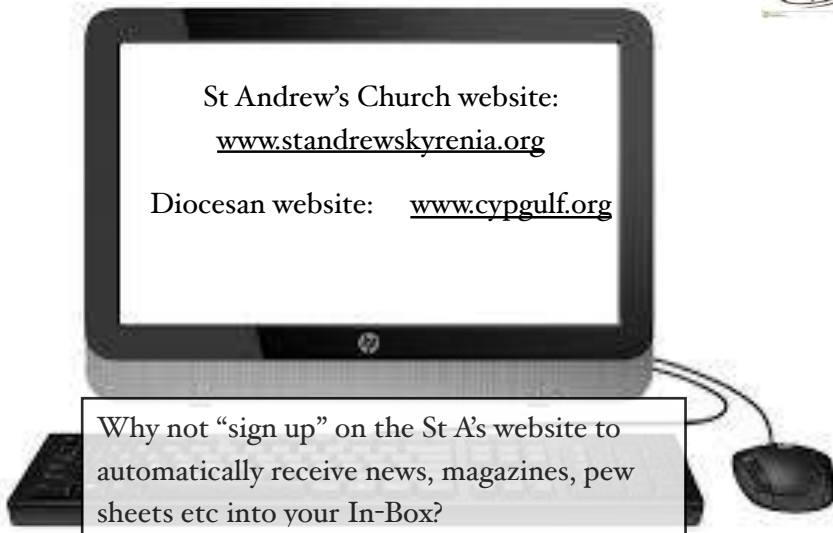 St Andrew’s Church website:
www.standrewskyrenia.org
Diocesan website: www.cypgulf.org
hp
Why not “sign up” on the St A’s website to
automatically receive news, magazines, pew
sheets etc into your In-Box?